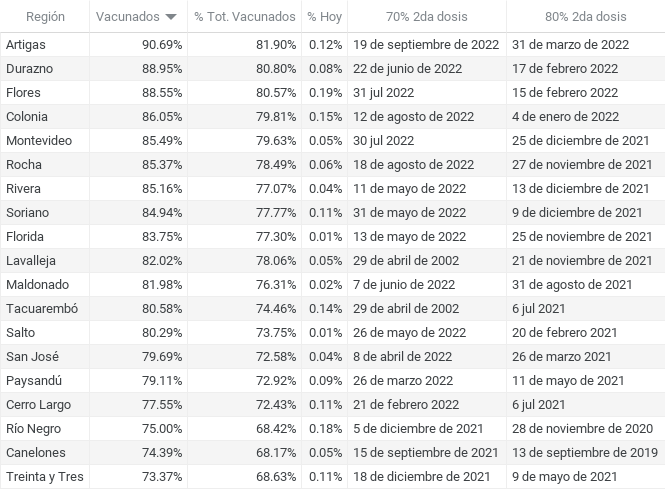 Región Vacunados % Tot. Vacunados % Hoy 70% 2da dosis 80% 2da dosis
Artigas 90.69% 81.90% 0.12% 19 de septiembre de 2022 31 de marzo de 2022
Durazno 88.95% 80.80% 0.08% 22 de junio de 2022 17 de febrero 2022
Flores 88.55% 80.57% 0.19% 31 jul 2022 15 de febrero 2022
Colonia 86.05% 79.81% 0.15% 12 de agosto de 2022 4 de enero de 2022
Montevideo 85.49% 79.63% 0.05% 30 jul 2022 25 de diciembre de 2021
Rocha 85.37% 78.49% 0.06% 18 de agosto de 2022 27 de noviembre de 2021
Rivera 85.16% 77.07% 0.04% 11 de mayo de 2022 13 de diciembre de 2021
Soriano 84.94% 77.77% 0.11% 31 de mayo de 2022 9 de diciembre de 2021
Florida 83.75% 77.30% 0.01% 13 de mayo de 2022 25 de noviembre de 2021
Lavalleja 82.02% 78.06% 0.05% 29 de abril de 2002 21 de noviembre de 2021
Maldonado 81.98% 76.31% 0.02% 7 de junio de 2022 31 de agosto de 2021
Tacuarembó 80.58% 74.46% 0.14% 29 de abril de 2002 6 jul 2021
Salto 80.29% 73.75% 0.01% 26 de mayo de 2022 20 de febrero 2021
San José 79.69% 72.58% 0.04% 8 de abril de 2022 26 de marzo 2021
Paysandú 79.11% 72.92% 0.09% 26 de marzo 2022 11 de mayo de 2021
Cerro Largo 77.55% 72.43% 0.11% 21 de febrero 2022 6 jul 2021
Río Negro 75.00% 68.42% 0.18% 5 de diciembre de 2021 28 de noviembre de 2020
Canelones 74.39% 68.17% 0.05% 15 de septiembre de 2021 13 de septiembre de 2019
Treinta y Tres 73.37% 68.63% 0.11% 18 de diciembre de 2021 9 de mayo de 2021